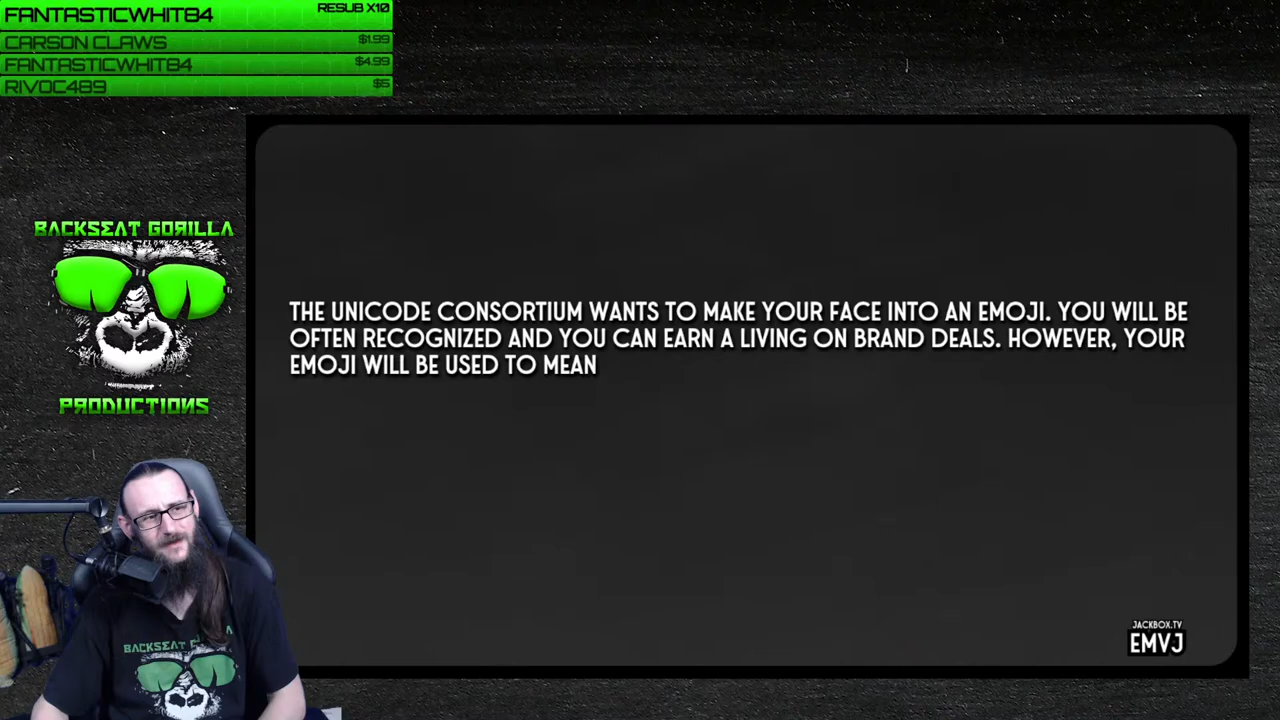 FANTASTICWHIT84 RESUB X10
CARSON CLAWS $1.99
FANTASTICWHIT84 $4.99
RIVOC489 $5
BACKSEAT GORILLA
PRODUCTIONS
THE UNICODE CONSORTIUM WANTS TO MAKE YOUR FACE INTO AN EMOJI. YOU WILL BE
OFTEN RECOGNIZED AND YOU CAN EARN A LIVING ON BRAND DEALS. HOWEVER, YOUR
EMOJI WILL BE USED TO MEAN
JACKBOX.TV
EMVJ